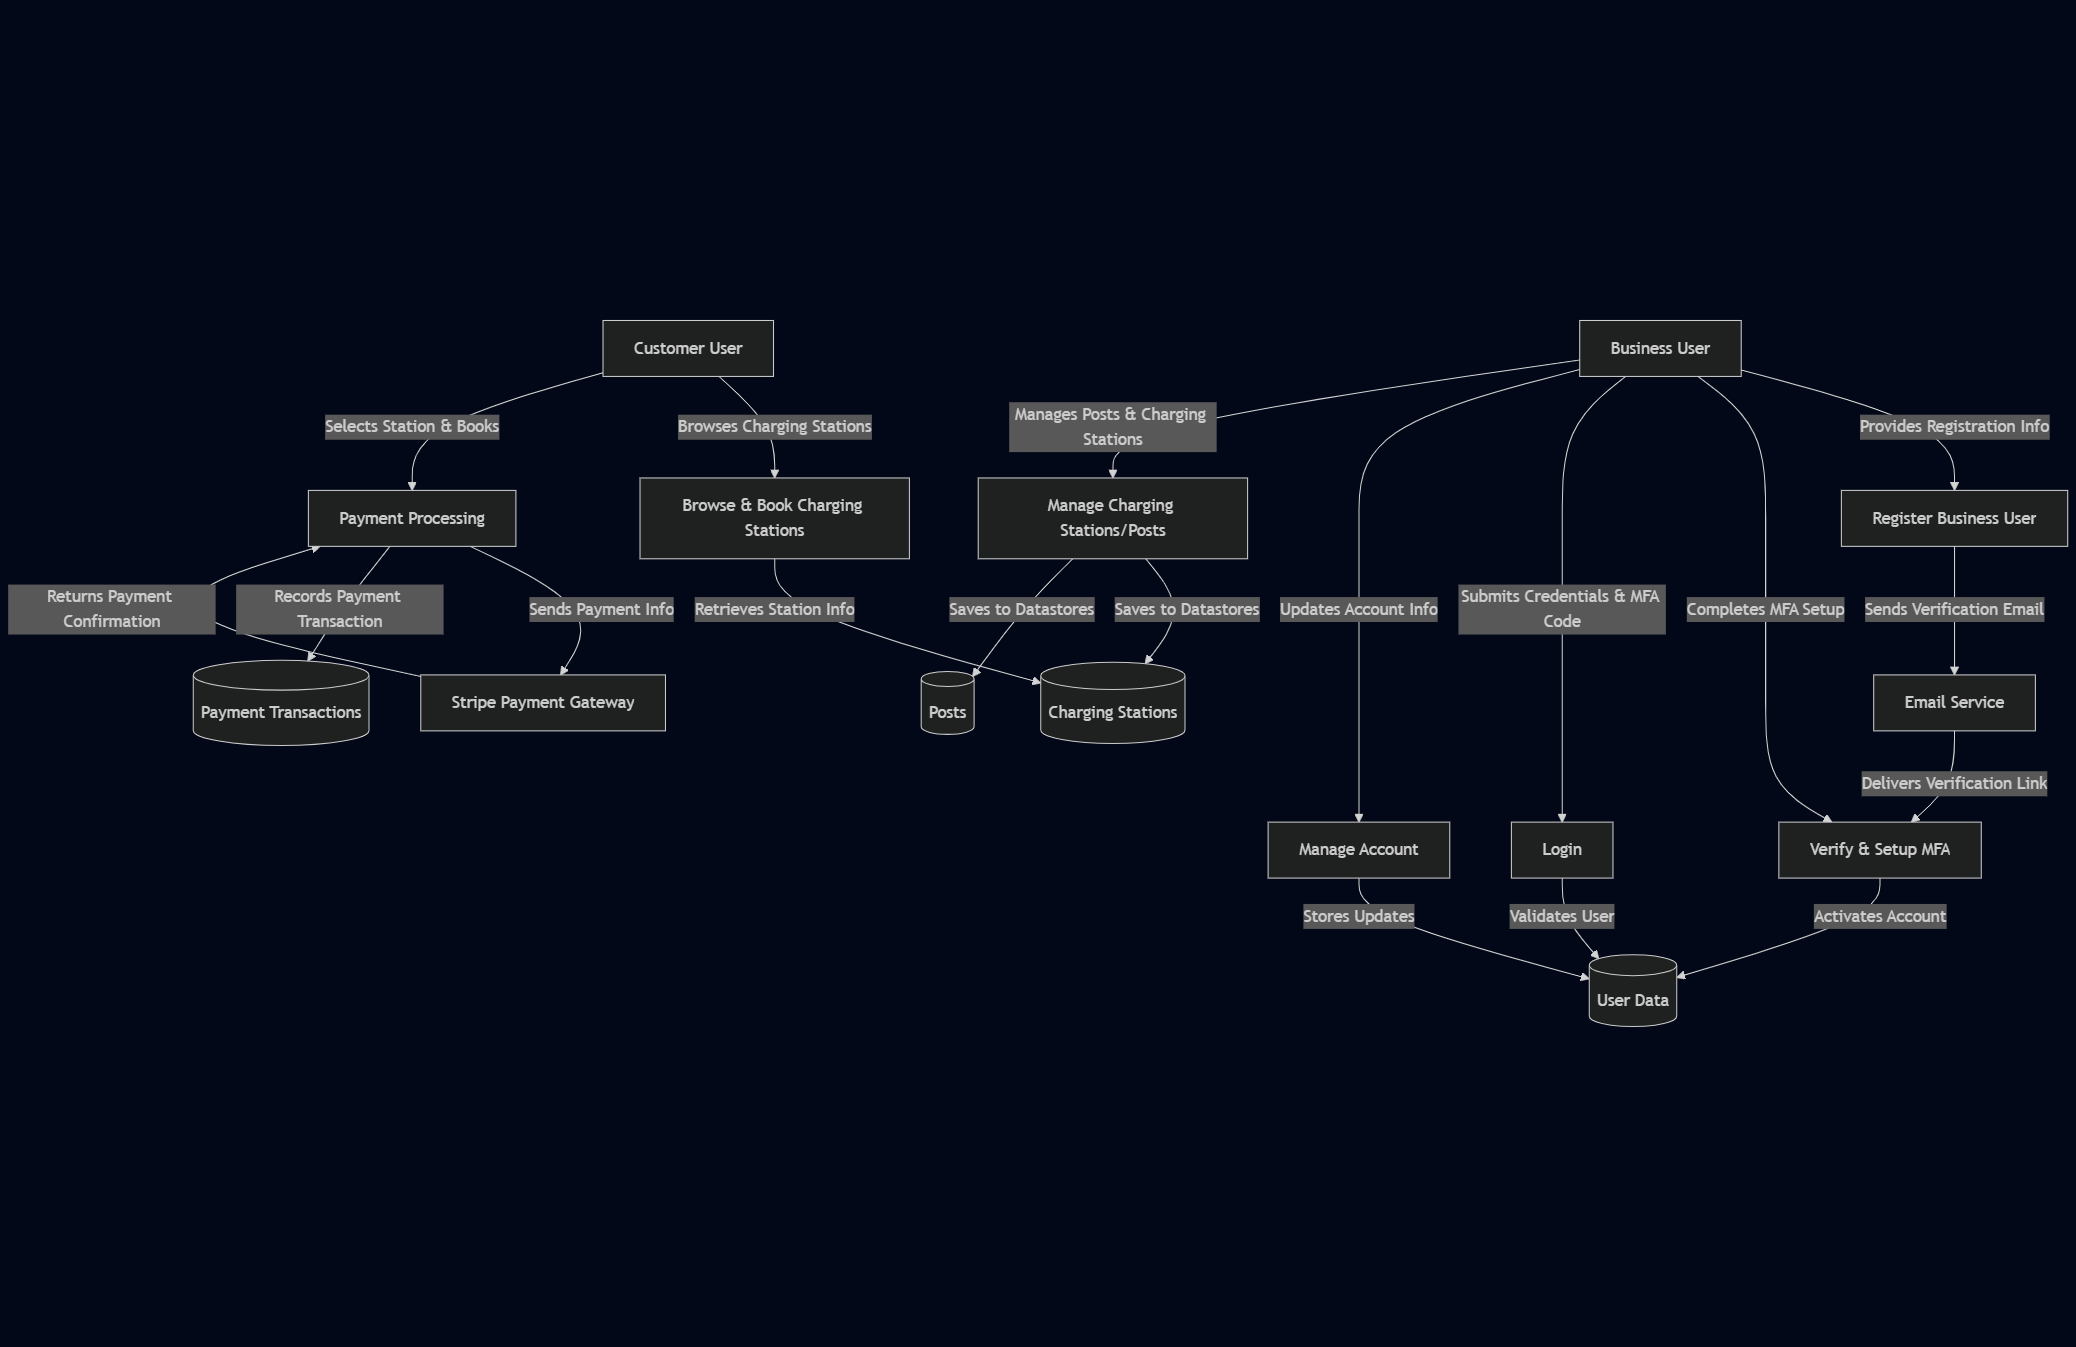 Customer User
Business User
Selects Station & Books
Browses Charging Stations
Manages Posts & Charging
Stations
Provides Registration Info
Payment Processing
Browse & Book Charging
Stations
Manage Charging
Stations/Posts
Register Business User
Returns Payment
Confirmation
Records Payment
Transaction
Sends Payment Info
Retrieves Station Info
Saves to Datastores
Saves to Datastores
Updates Account Info
Submits Credentials & MFA
Code
Completes MFA Setup
Sends Verification Email
Payment Transactions
Stripe Payment Gateway
Posts
Charging Stations
Email Service
Delivers Verification Link
Manage Account
Login
Verify & Setup MFA
Stores Updates
Validates User
Activates Account
User Data